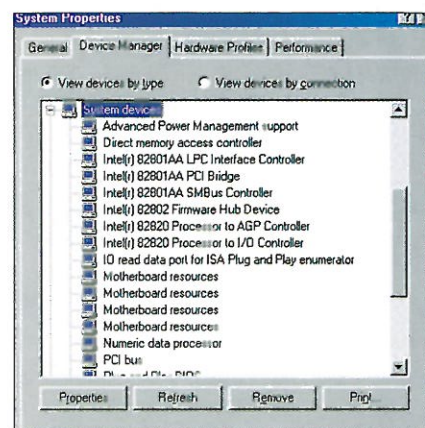 System Properties
General Device Manager Hardware Profiles Performance
View devices by type View devices by connection
System devices
Advanced Power Management support
Direct memory access controller
Intel(r) 82801AA LPC Interface Controller
Intel(r) 82801AA PCI Bridge
Intel(r) 82801AA SMBus Controller
Intel(r) 82802 Firmware Hub Device
Intel(r) 82820 Processor to AGP Controller
Intel(r) 82820 Processor to I/O Controller
IO read data port for ISA Plug and Play enumerator
Motherboard resources
Motherboard resources
Motherboard resources
Motherboard resources
Numeric data processor
PCI bus
Plug and Play BIOS
Properties Refresh Remove Print...